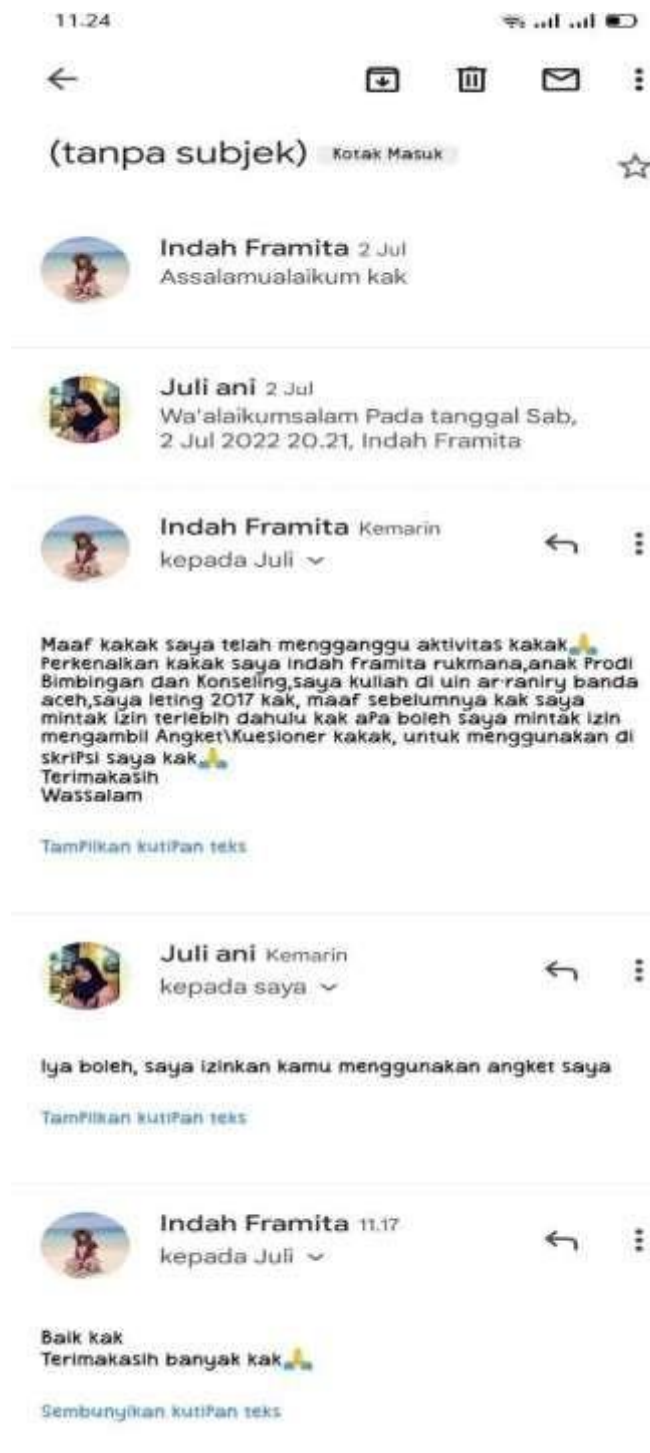 11.24
(tanpa subjek) Kotak Masuk
Indah Framita 2 Jul
Assalamualaikum kak
Juli ani 2 Jul
Wa'alaikumsalam Pada tanggal Sab,
2 Jul 2022 20.21, Indah Framita
Indah Framita Kemarin
kepada Juli
Maaf kakak saya telah mengganggu aktivitas kakak🙏
Perkenalkan kakak saya indah framita rukmana,anak Prodi
Bimbingan dan Konseling,saya kuliah di uin ar-raniry banda
aceh,saya leting 2017 kak, maaf sebelumnya kak saya
mintak izin terlebih dahulu kak aPa boleh saya mintak izin
mengambil Angket\Kuesioner kakak, untuk menggunakan di
skriPsi saya kak🙏
Terimakasih
Wassalam
TamPilkan kutiPan teks
Juli ani Kemarin
kepada saya
Iya boleh, saya izinkan kamu menggunakan angket saya
TamPilkan kutiPan teks
Indah Framita 11.17
kepada Juli
Baik kak
Terimakasih banyak kak🙏
Sembunyikan kutiPan teks